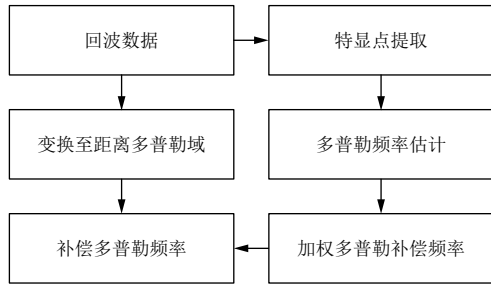 回波数据
特显点提取
变换至距离多普勒域
多普勒频率估计
补偿多普勒频率
加权多普勒补偿频率